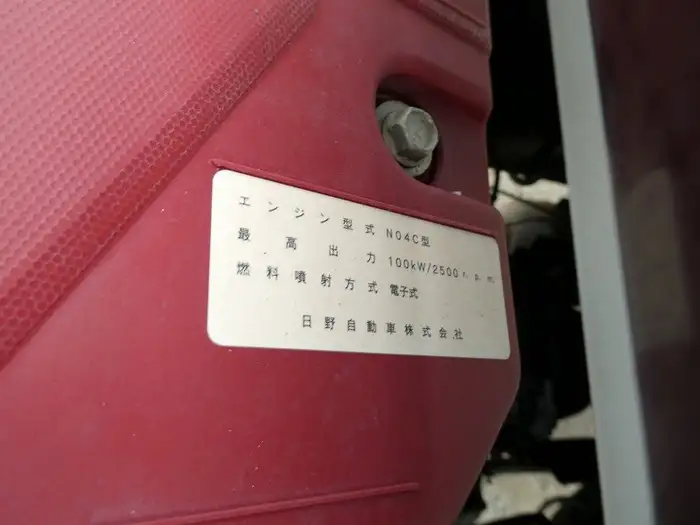 エンジン型式 N04C型
最高出力 100kW/2500 r.p.m.
燃料噴射方式 電子式
日野自動車株式会社